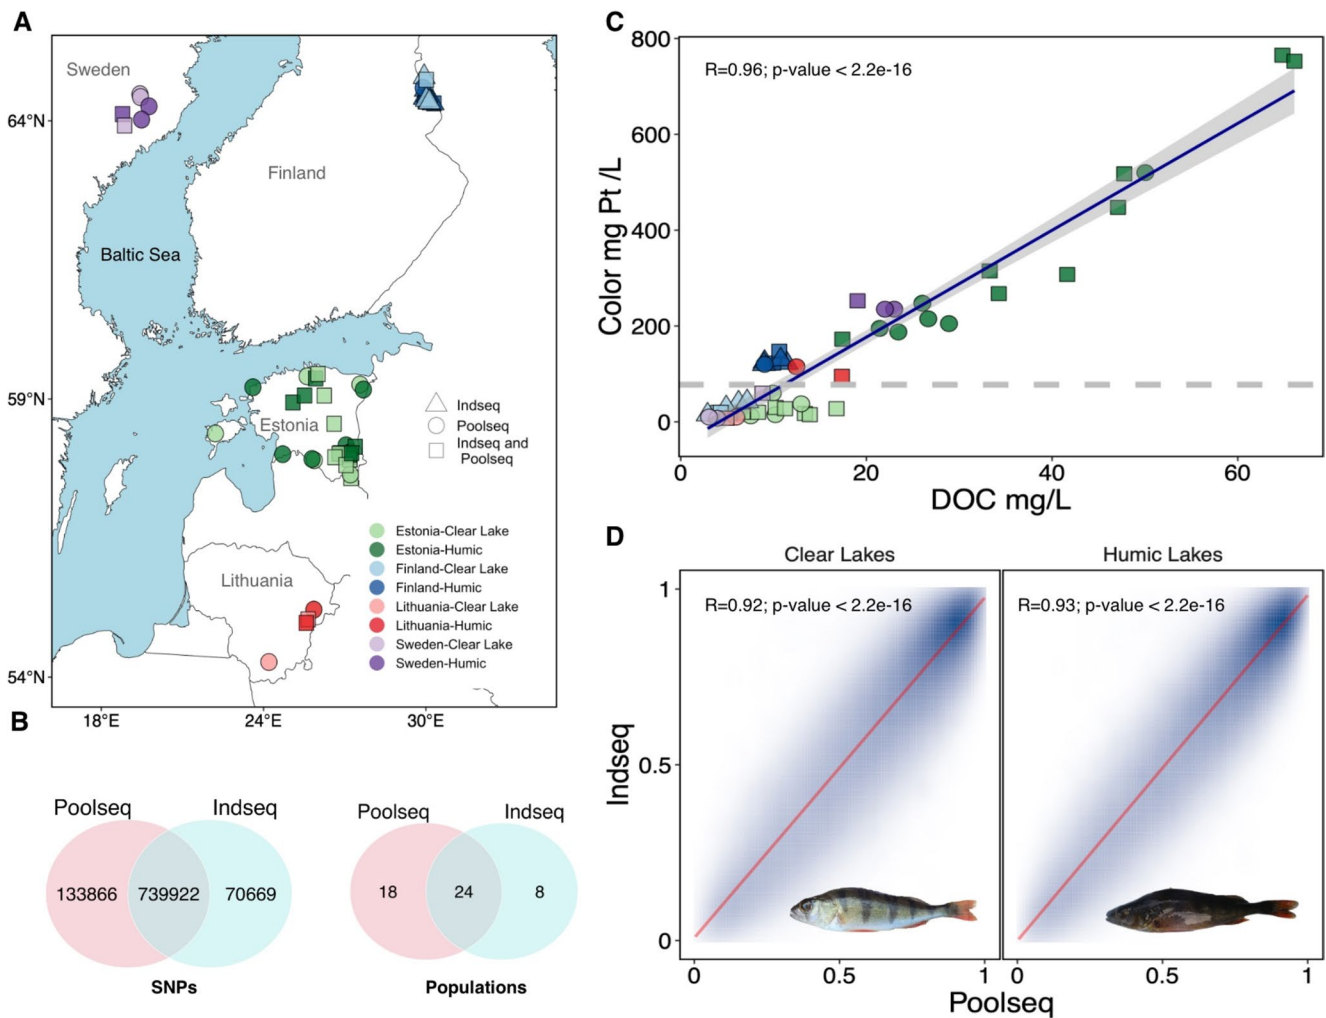 A
Sweden
64°N
Finland
Baltic Sea
59°N
Estonia
Indseq
Poolseq
Indseq and
Poolseq
Estonia-Clear Lake
Estonia-Humic
Finland-Clear Lake
Finland-Humic
Lithuania-Clear Lake
Lithuania-Humic
Sweden-Clear Lake
Sweden-Humic
Lithuania
54°N
18°E
24°E
30°E
B
Poolseq
Indseq
133866
739922
70669
SNPs
Poolseq
Indseq
18
24
8
Populations
C
R=0.96; p-value < 2.2e-16
Color mg Pt /L
800
600
400
200
0
0
20
40
60
DOC mg/L
D
Clear Lakes
Humic Lakes
R=0.92; p-value < 2.2e-16
R=0.93; p-value < 2.2e-16
Indseq
1
0.5
0
0
0.5
1
0
0.5
1
Poolseq